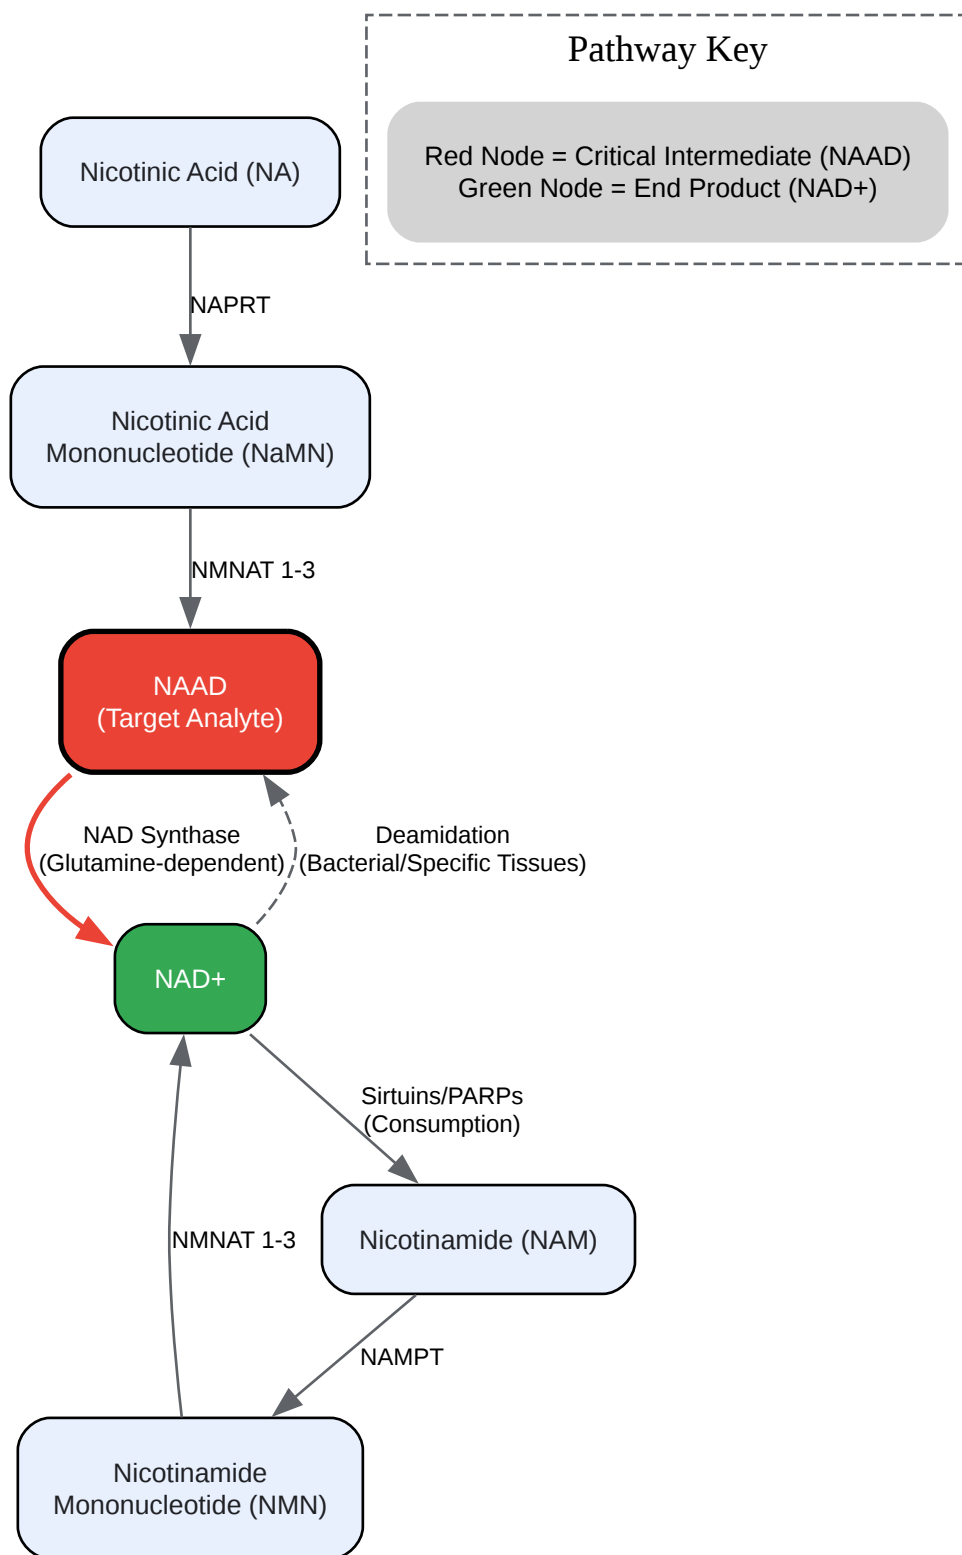 Pathway Key
Red Node = Critical Intermediate (NAAD)
Green Node = End Product (NAD+)
Nicotinic Acid (NA)
NAPRT
Nicotinic Acid
Mononucleotide (NaMN)
NMNAT 1-3
NAAD
(Target Analyte)
NAD Synthase
(Glutamine-dependent)
Deamidation
(Bacterial/Specific Tissues)
NAD+
Sirtuins/PARPs
(Consumption)
NMNAT 1-3
Nicotinamide (NAM)
NAMPT
Nicotinamide
Mononucleotide (NMN)